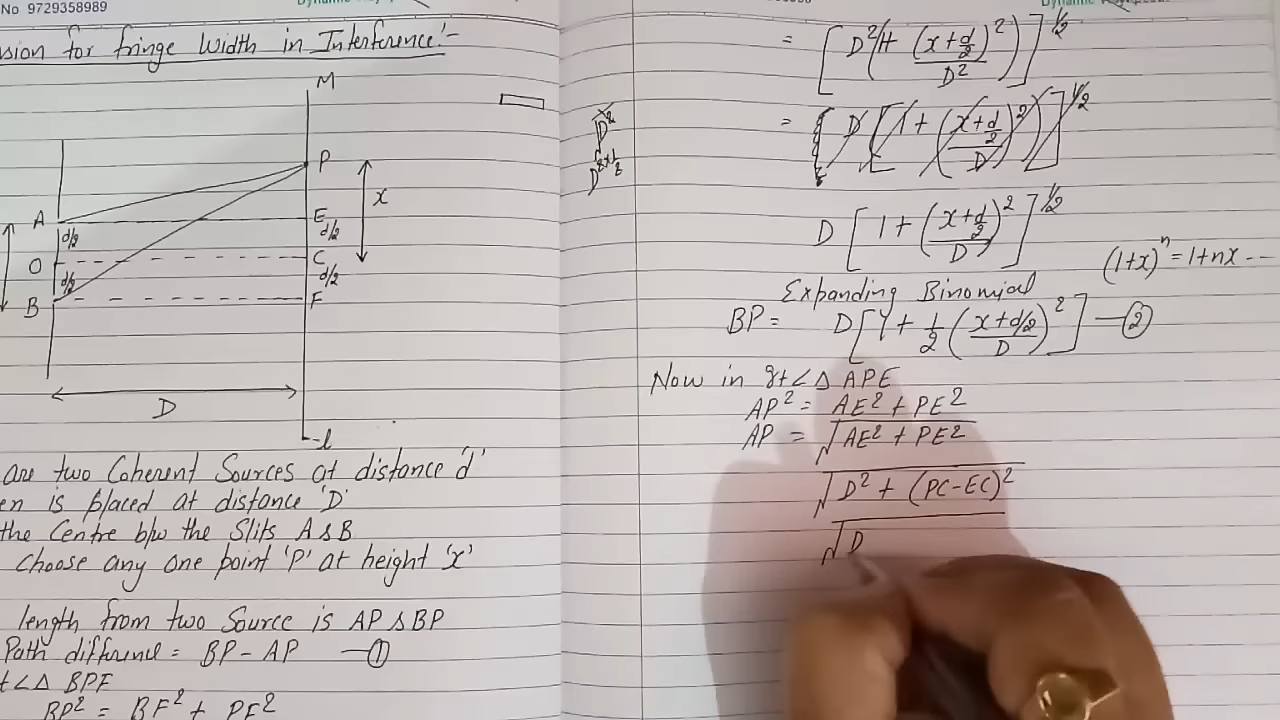 No 9729358989
sion for fringe Width in Interference:-
M
P
x
A
E
d/2
d/2
O
C
d/2
d/2
B
F
D
L
are two Coherent Sources at distance 'd'
en is placed at distance 'D'
the Centre b/w the Slits A & B
Choose any one point 'P' at height 'x'
length from two Source is AP & BP
Path difference = BP - AP —①
t∠Δ BPF
BP² = BF² + PF²
= [D²(1+ (x+d/2)²/D²)]^1/2
= [D[1+((x+d/2)/D)²]]^1/2
D²
D^2×1/2
D[1+((x+d/2)/D)²]^1/2
(1+x)^n = 1+nx --
Expanding Binomial
BP = D[1+ 1/2((x+d/2)/D)²] —②
Now in rt∠Δ APE
AP² = AE² + PE²
AP = √AE² + PE²
√D² + (PC-EC)²
√D